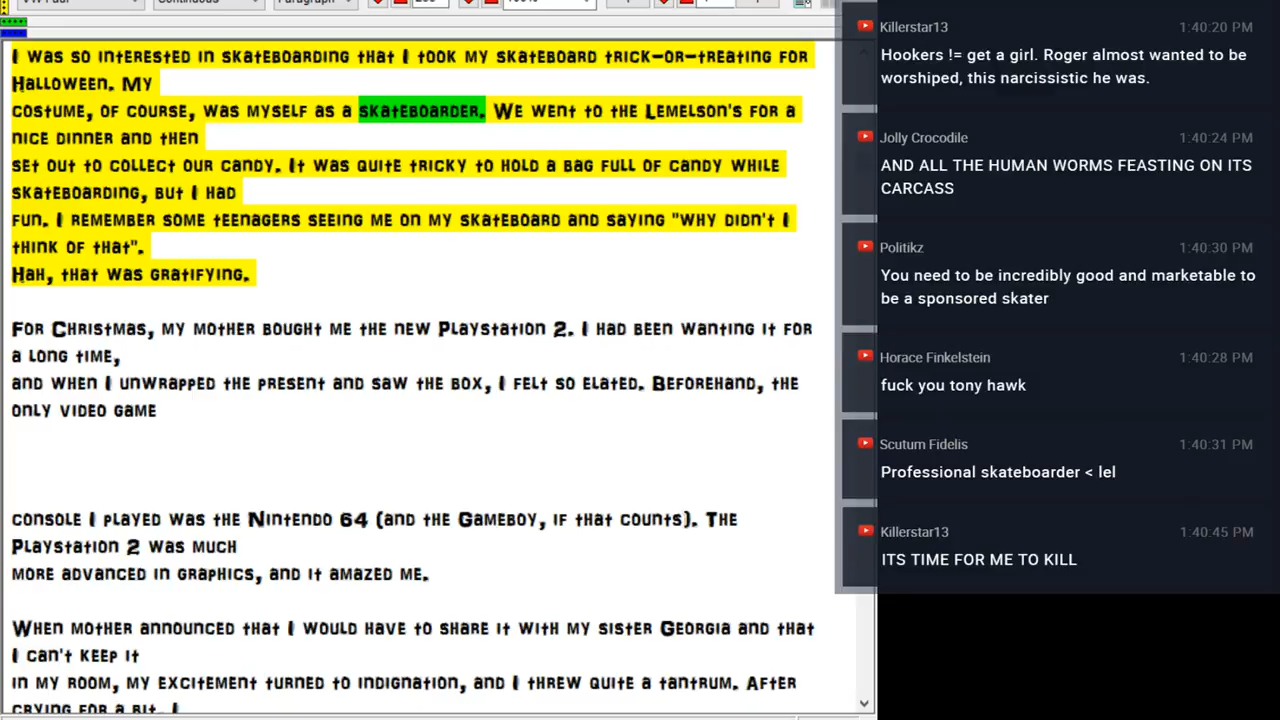 I was so interested in skateboarding that I took my skateboard trick-or-treating for
Halloween. My
costume, of course, was myself as a skateboarder. We went to the Lemelson's for a
nice dinner and then
set out to collect our candy. It was quite tricky to hold a bag full of candy while
skateboarding, but I had
fun. I remember some teenagers seeing me on my skateboard and saying "why didn't I
think of that".
Hah, that was gratifying.
For Christmas, my mother bought me the new Playstation 2. I had been wanting it for
a long time,
and when I unwrapped the present and saw the box, I felt so elated. Beforehand, the
only video game
console I played was the Nintendo 64 (and the Gameboy, if that counts). The
Playstation 2 was much
more advanced in graphics, and it amazed me.
When mother announced that I would have to share it with my sister Georgia and that
I can't keep it
in my room, my excitement turned to indignation, and I threw quite a tantrum. After
crying for a bit, I
Killerstar13 1:40:20 PM
Hookers != get a girl. Roger almost wanted to be
worshiped, this narcissistic he was.
Jolly Crocodile 1:40:24 PM
AND ALL THE HUMAN WORMS FEASTING ON ITS
CARCASS
Politikz 1:40:30 PM
You need to be incredibly good and marketable to
be a sponsored skater
Horace Finkelstein 1:40:28 PM
fuck you tony hawk
Scutum Fidelis 1:40:31 PM
Professional skateboarder < lel
Killerstar13 1:40:45 PM
ITS TIME FOR ME TO KILL